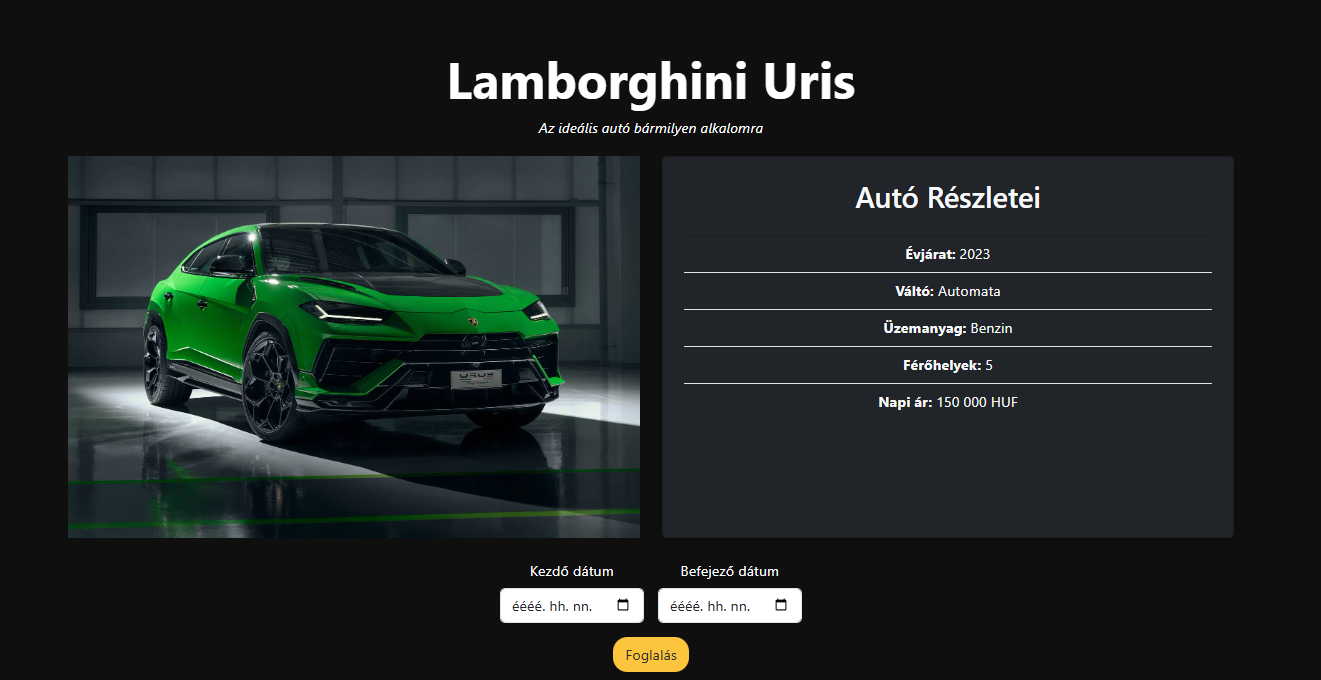 Lamborghini Uris
Az ideális autó bármilyen alkalomra
URUS
Autó Részletei
Évjárat: 2023
Váltó: Automata
Üzemanyag: Benzin
Férőhelyek: 5
Napi ár: 150 000 HUF
Kezdő dátum
Befejező dátum
éééé. hh. nn.
éééé. hh. nn.
Foglalás